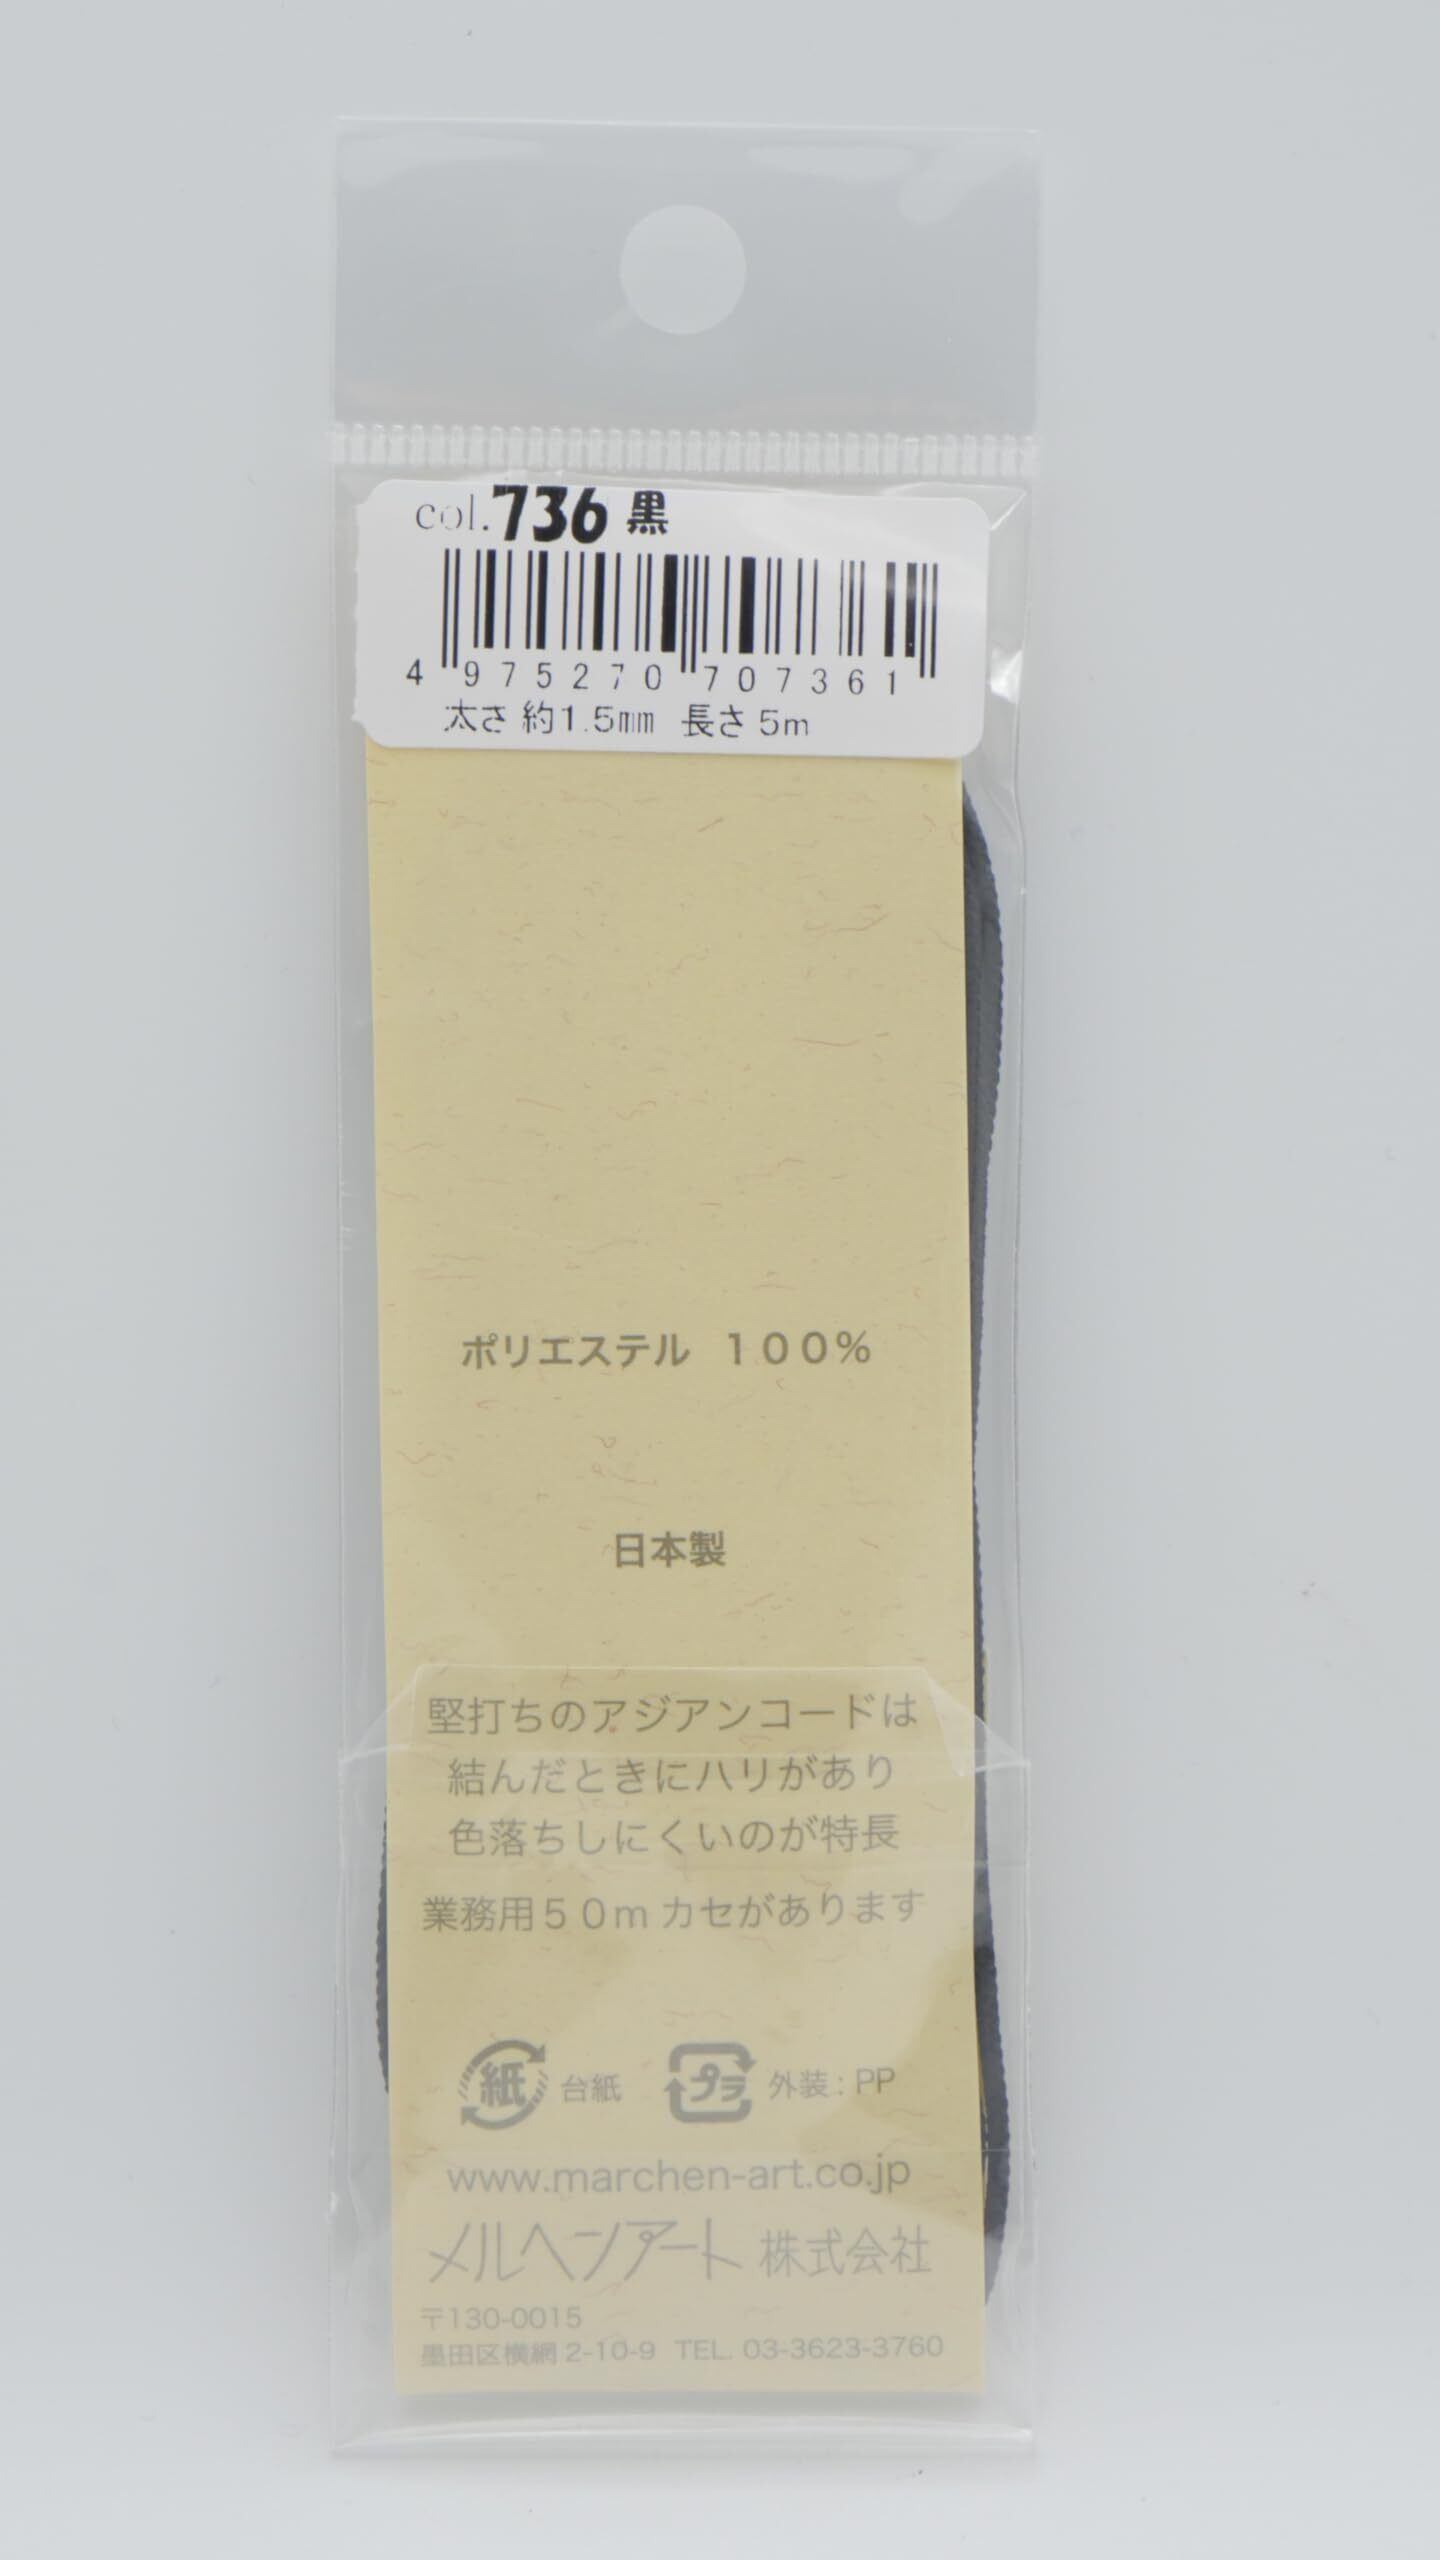 col.736 黒
4 975270 707361
太さ 約1.5mm 長さ 5m
ポリエステル 100%
日本製
堅打ちのアジアンコードは
結んだときにハリがあり
色落ちしにくいのが特長
業務用50mカセがあります
紙 台紙 プラ 外装：PP
www.marchen-art.co.jp
メルヘンアート 株式会社
〒130-0015
墨田区横網2-10-9 TEL. 03-3623-3760